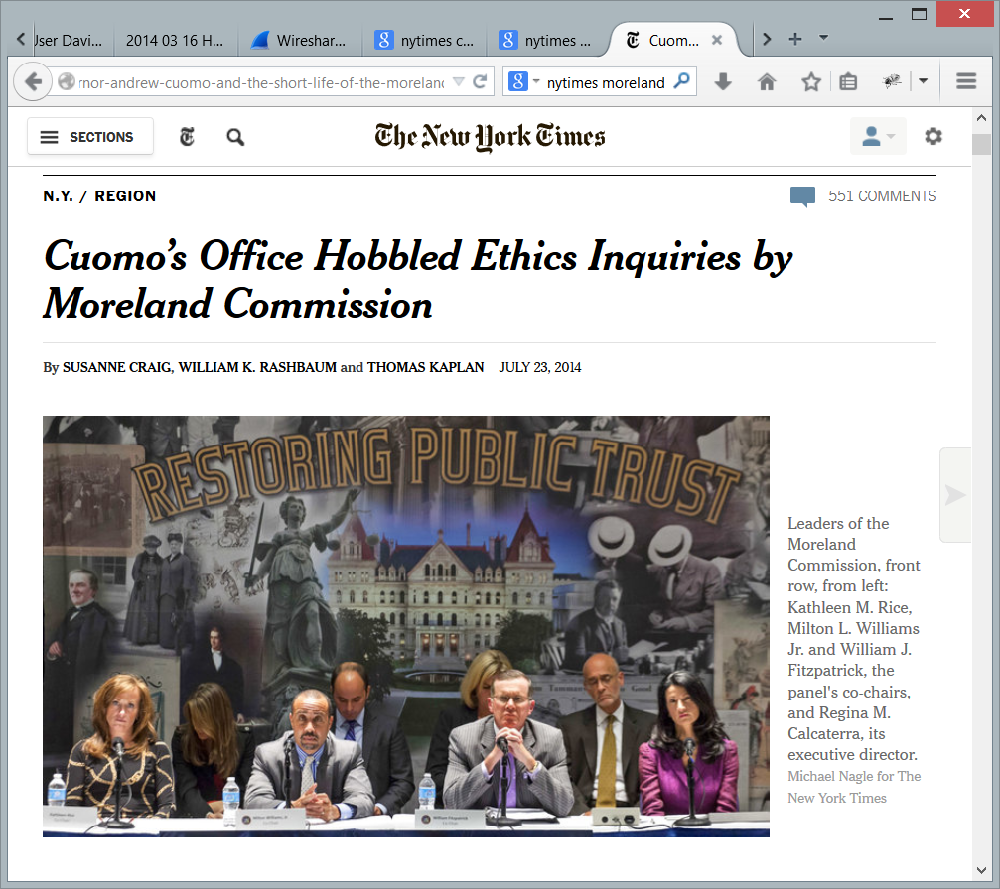 Jser Davi...
2014 03 16 H...
Wireshar...
nytimes c...
nytimes ...
Cuom...
rnor-andrew-cuomo-and-the-short-life-of-the-moreland
nytimes moreland
SECTIONS
The New York Times
N.Y. / REGION
551 COMMENTS
Cuomo's Office Hobbled Ethics Inquiries by
Moreland Commission
By SUSANNE CRAIG, WILLIAM K. RASHBAUM and THOMAS KAPLAN JULY 23, 2014
RESTORING PUBLIC TRUST
Leaders of the
Moreland
Commission, front
row, from left:
Kathleen M. Rice,
Milton L. Williams
Jr. and William J.
Fitzpatrick, the
panel's co-chairs,
and Regina M.
Calcaterra, its
executive director.
Michael Nagle for The
New York Times